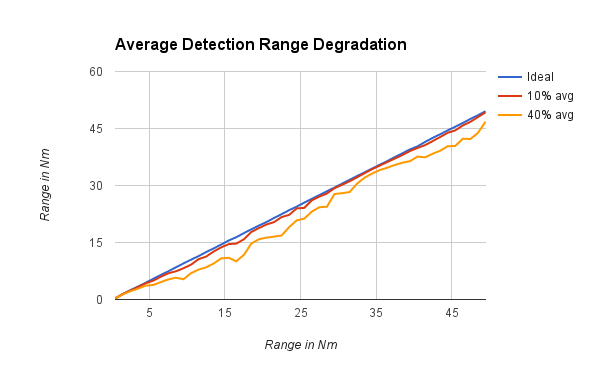 Average Detection Range Degradation
60
45
30
15
0
Range in Nm
5 15 25 35 45
Range in Nm
Ideal
10% avg
40% avg